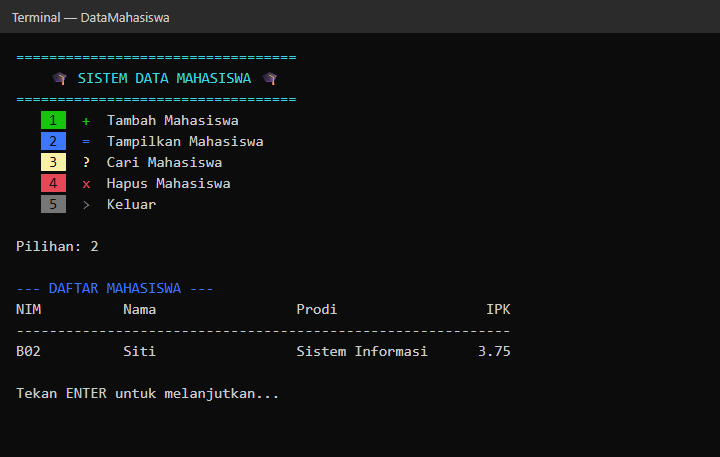 Terminal — DataMahasiswa
==================================
🎓 SISTEM DATA MAHASISWA 🎓
==================================
1 + Tambah Mahasiswa
2 = Tampilkan Mahasiswa
3 ? Cari Mahasiswa
4 x Hapus Mahasiswa
5 > Keluar
Pilihan: 2
--- DAFTAR MAHASISWA ---
NIM Nama Prodi IPK
------------------------------------------------------------
B02 Siti Sistem Informasi 3.75
Tekan ENTER untuk melanjutkan...